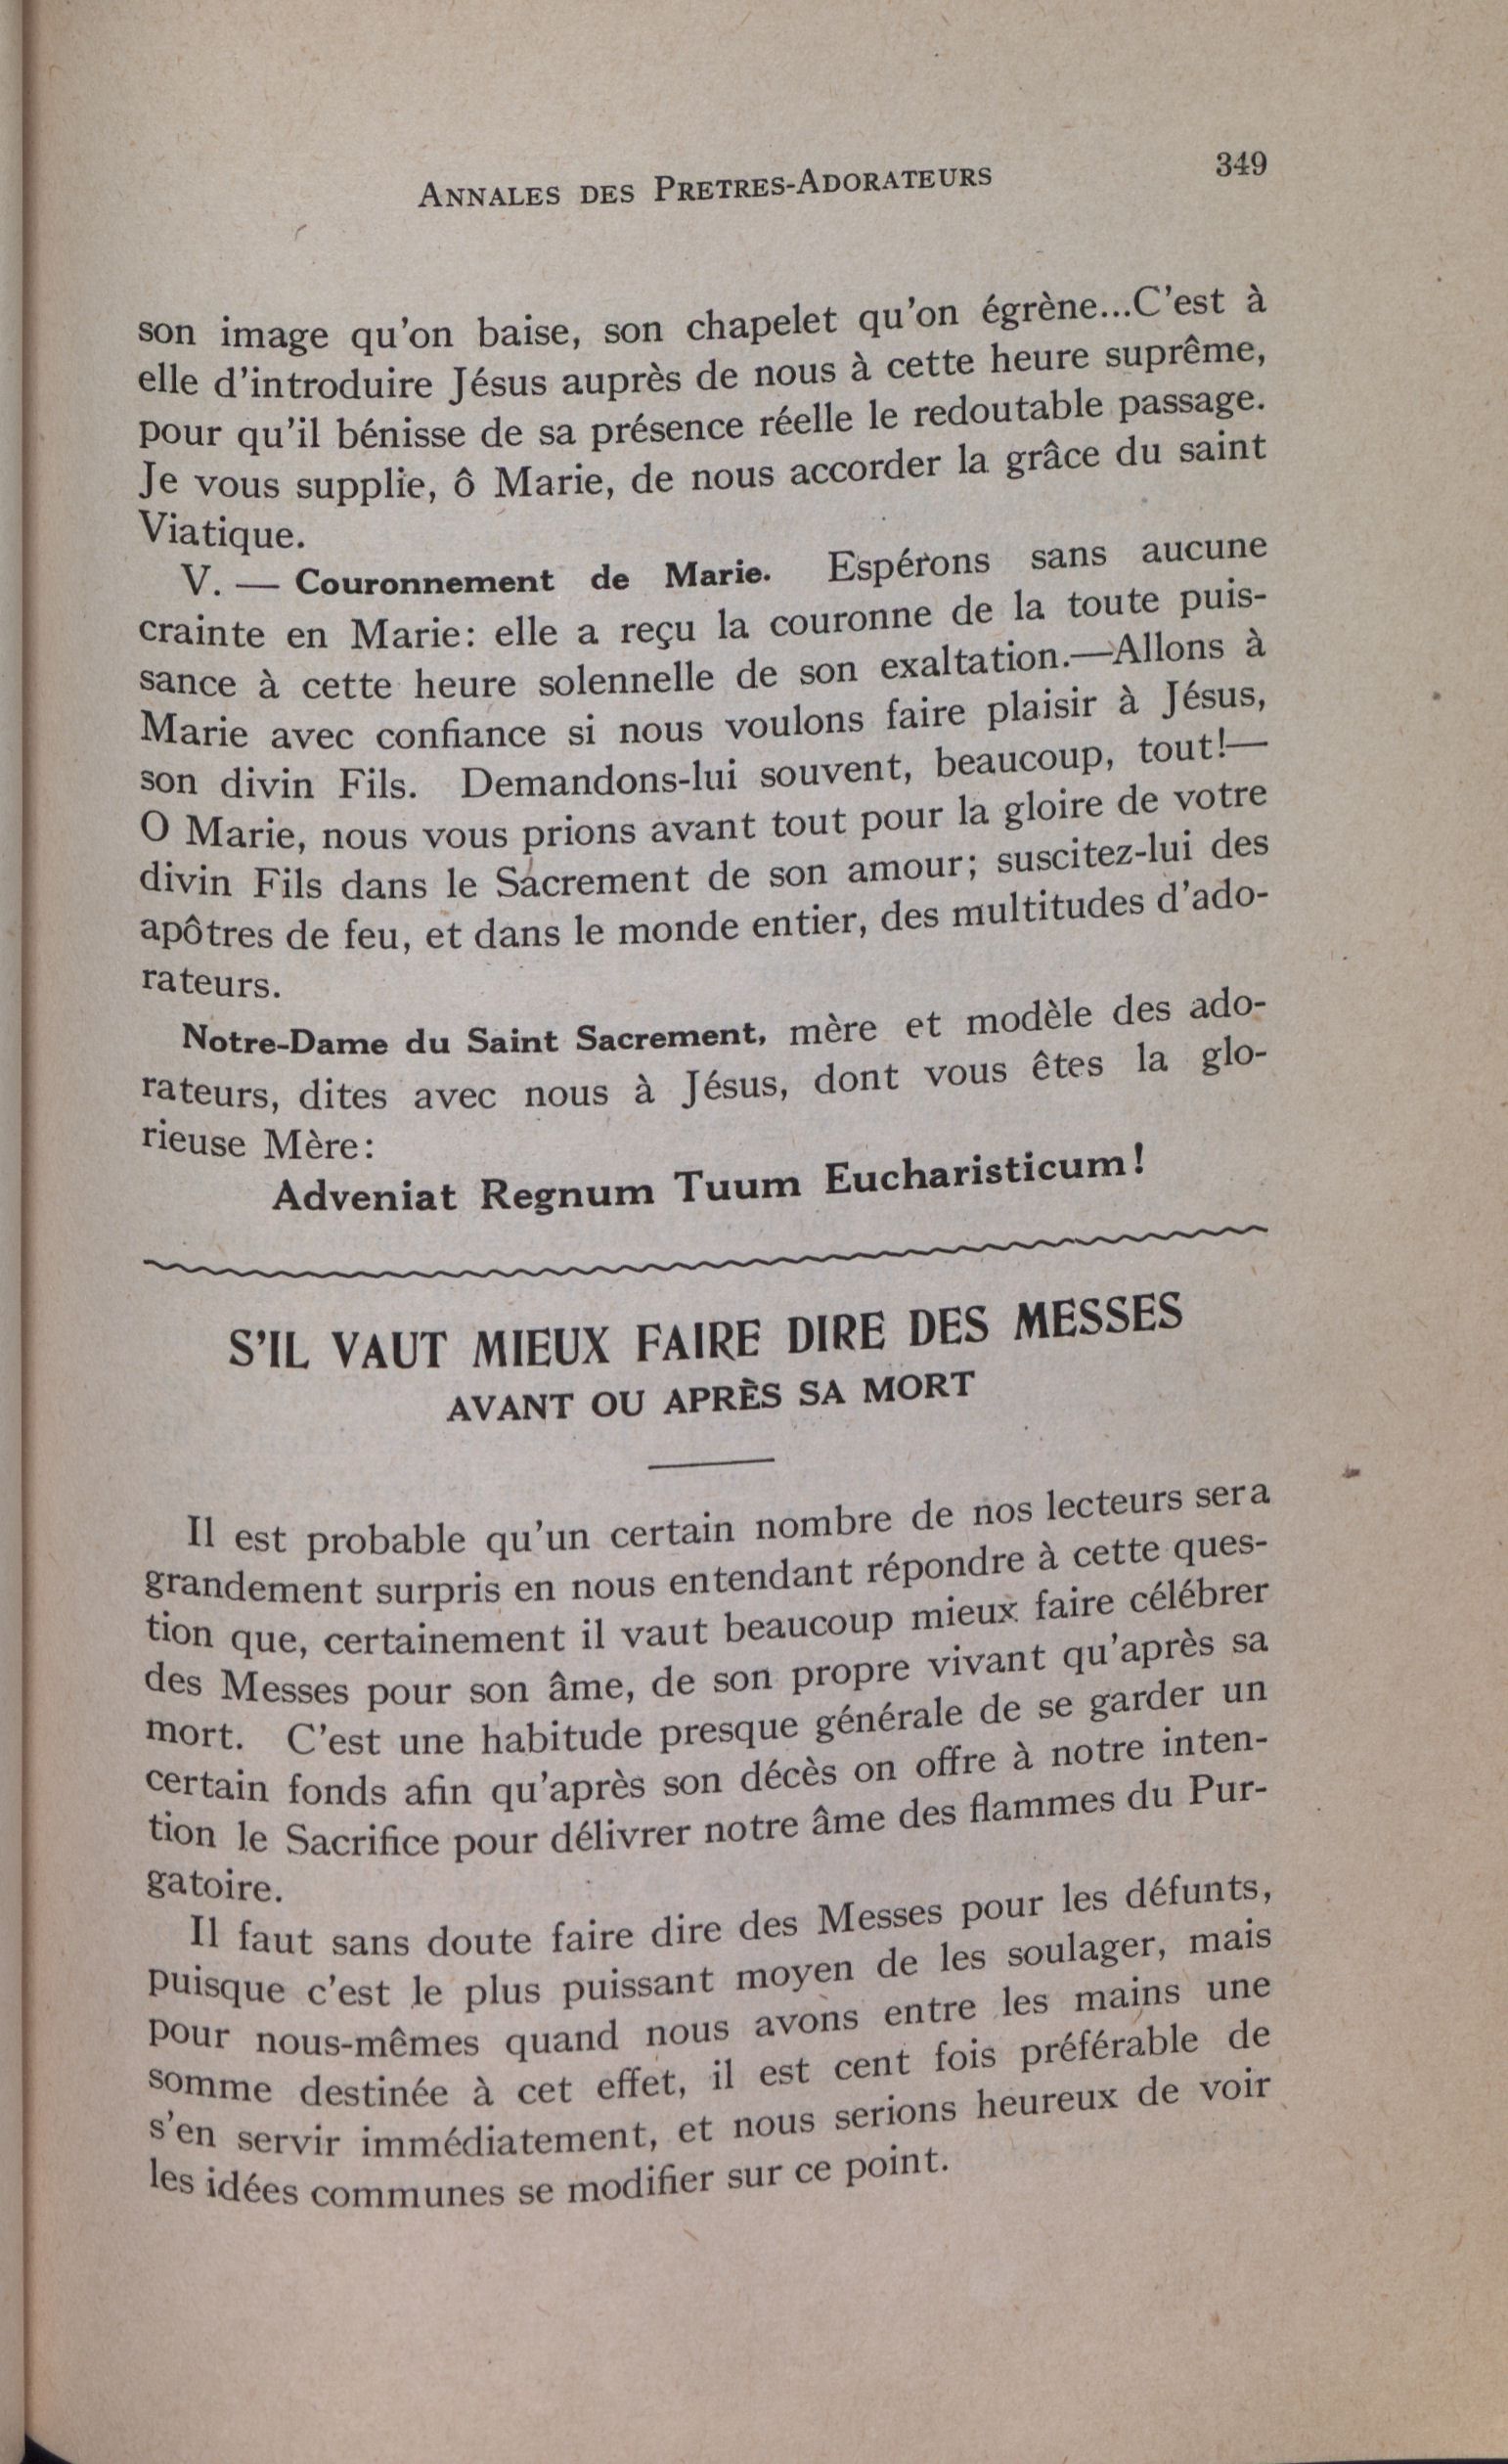 ANNALES DES PRETRES-ADORATEURS 349
son image qu'on baise, son chapelet qu'on égrène...C'est à
elle d'introduire Jésus auprès de nous à cette heure suprême,
pour qu'il bénisse de sa présence réelle le redoutable passage.
Je vous supplie, ô Marie, de nous accorder la grâce du saint
Viatique.
V. — Couronnement de Marie. Espérons sans aucune
crainte en Marie: elle a reçu la couronne de la toute puis-
sance à cette heure solennelle de son exaltation.—Allons à
Marie avec confiance si nous voulons faire plaisir à Jésus,
son divin Fils. Demandons-lui souvent, beaucoup, tout!—
O Marie, nous vous prions avant tout pour la gloire de votre
divin Fils dans le Sacrement de son amour; suscitez-lui des
apôtres de feu, et dans le monde entier, des multitudes d'ado-
rateurs.
Notre-Dame du Saint Sacrement, mère et modèle des ado-
rateurs, dites avec nous à Jésus, dont vous êtes la glo-
rieuse Mère:
Adveniat Regnum Tuum Eucharisticum!
S'IL VAUT MIEUX FAIRE DIRE DES MESSES
AVANT OU APRÈS SA MORT
Il est probable qu'un certain nombre de nos lecteurs sera
grandement surpris en nous entendant répondre à cette ques-
tion que, certainement il vaut beaucoup mieux faire célébrer
des Messes pour son âme, de son propre vivant qu'après sa
mort. C'est une habitude presque générale de se garder un
certain fonds afin qu'après son décès on offre à notre inten-
tion le Sacrifice pour délivrer notre âme des flammes du Pur-
gatoire.
Il faut sans doute faire dire des Messes pour les défunts,
puisque c'est le plus puissant moyen de les soulager, mais
pour nous-mêmes quand nous avons entre les mains une
somme destinée à cet effet, il est cent fois préférable de
s'en servir immédiatement, et nous serions heureux de voir
les idées communes se modifier sur ce point.